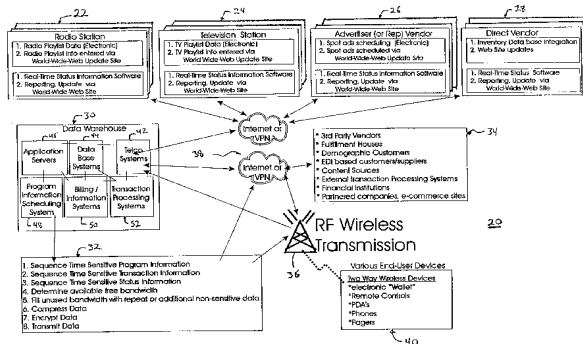 22
24
26
28
Radio Station
1. Radio Playlist Data (Electronic)
2. Radio Playlist info entered via
World-Wide-Web Update Site
1. Real-Time Status Information Software
2. Reporting, Update via
World-Wide-Web Site
Television Station
1. TV Playlist Data (Electronic)
2. TV Playlist info entered via
World-Wide-Web Update Site
1. Real-Time Status Information Software
2. Reporting, Update via
World-Wide-Web Site
Advertiser (or Rep) Vendor
1. Spot ads scheduling (Electronic)
2. Spot ads scheduling via
World-Wide-Web Update Site
1. Real-Time Status Information Software
2. Reporting, Update via
World-Wide-Web Site
Direct Vendor
1. Inventory Data base integration
2. Web Site updates
1. Real-Time Status Software
2. Reporting, Update via
World-Wide-Web Site
Internet or
VPN
30
Data Warehouse
44
42
Application
Servers
Data
Base
Systems
Telco
Systems
Program
Information
Scheduling
System
Billing /
Information
Systems
Transaction
Processing
Systems
48
50
52
38
Internet or
VPN
34
* 3rd Party Vendors
* Fulfillment Houses
* Demographic Customers
* EDI based customers/suppliers
* Content Sources
* External Transaction Processing Systems
* Financial Institutions
* Partnered companies, e-commerce sites
20
RF Wireless
Transmission
36
32
1. Sequence Time Sensitive Program Information
2. Sequence Time Sensitive Transaction Information
3. Sequence Time Sensitive Status Information
4. Determine available free bandwidth
5. Fill unused bandwidth with repeat or additional non-sensitive data
6. Compress Data
7. Encrypt Data
8. Transmit Data
Various End-User Devices
Two Way Wireless Devices
*electronic "Wallet"
*Remote Controls
*PDA's
*Phones
*Pagers
40